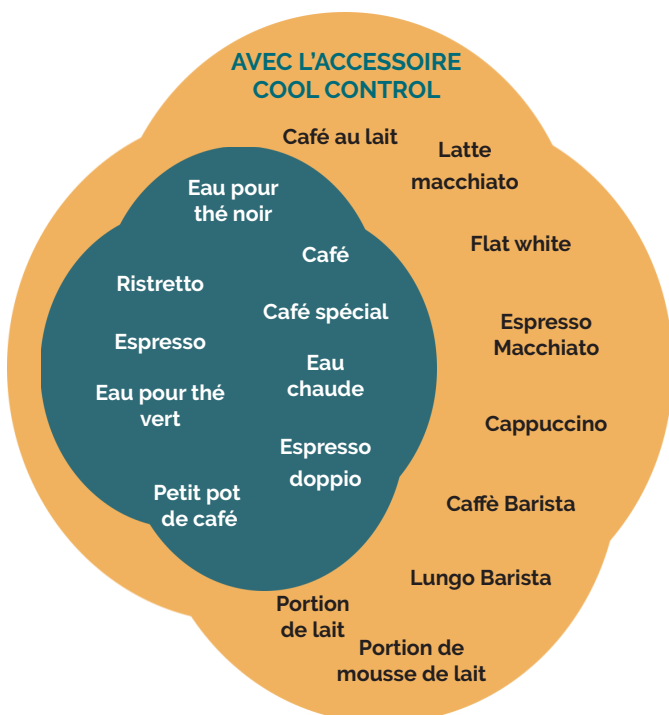 AVEC L'ACCESSOIRE
COOL CONTROL
Café au lait
Latte
macchiato
Flat white
Espresso
Macchiato
Cappuccino
Caffè Barista
Lungo Barista
Portion
de lait
Portion de
mousse de lait
Eau pour
thé noir
Café
Ristretto
Café spécial
Espresso
Eau
chaude
Eau pour thé
vert
Espresso
doppio
Petit pot
de café